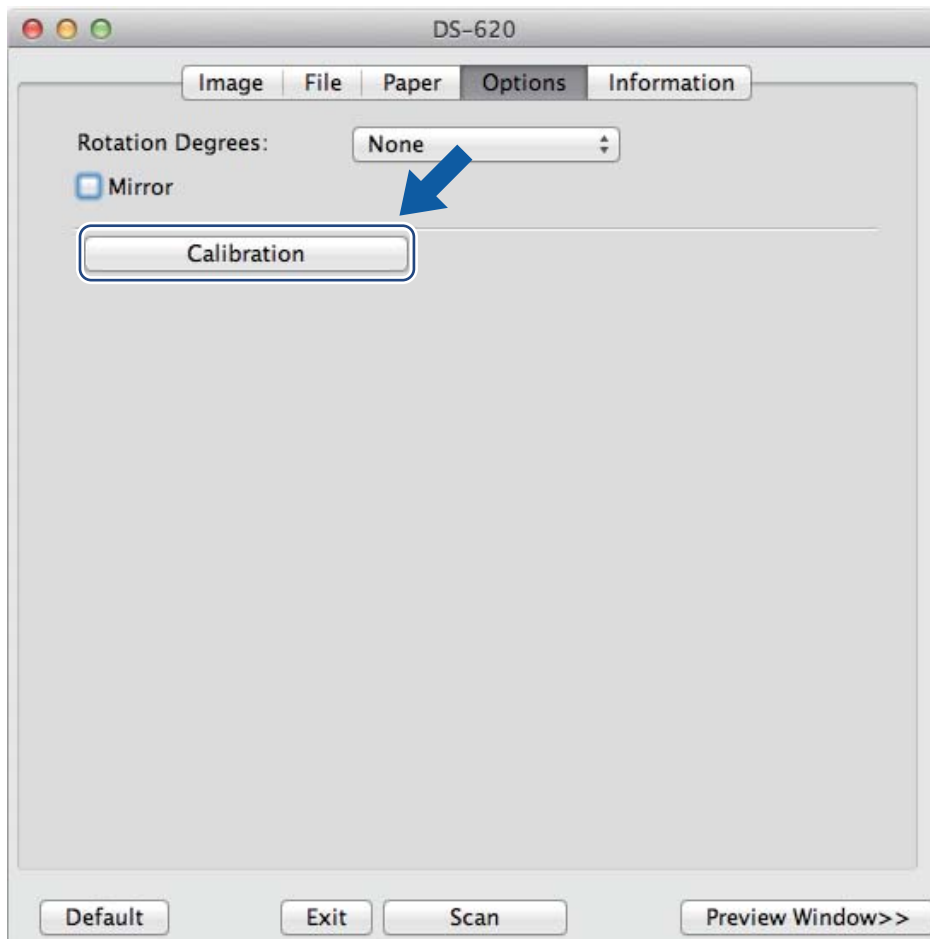 DS-620
Image File Paper Options Information
Rotation Degrees: None
Mirror
Calibration
Default Exit Scan Preview Window>>